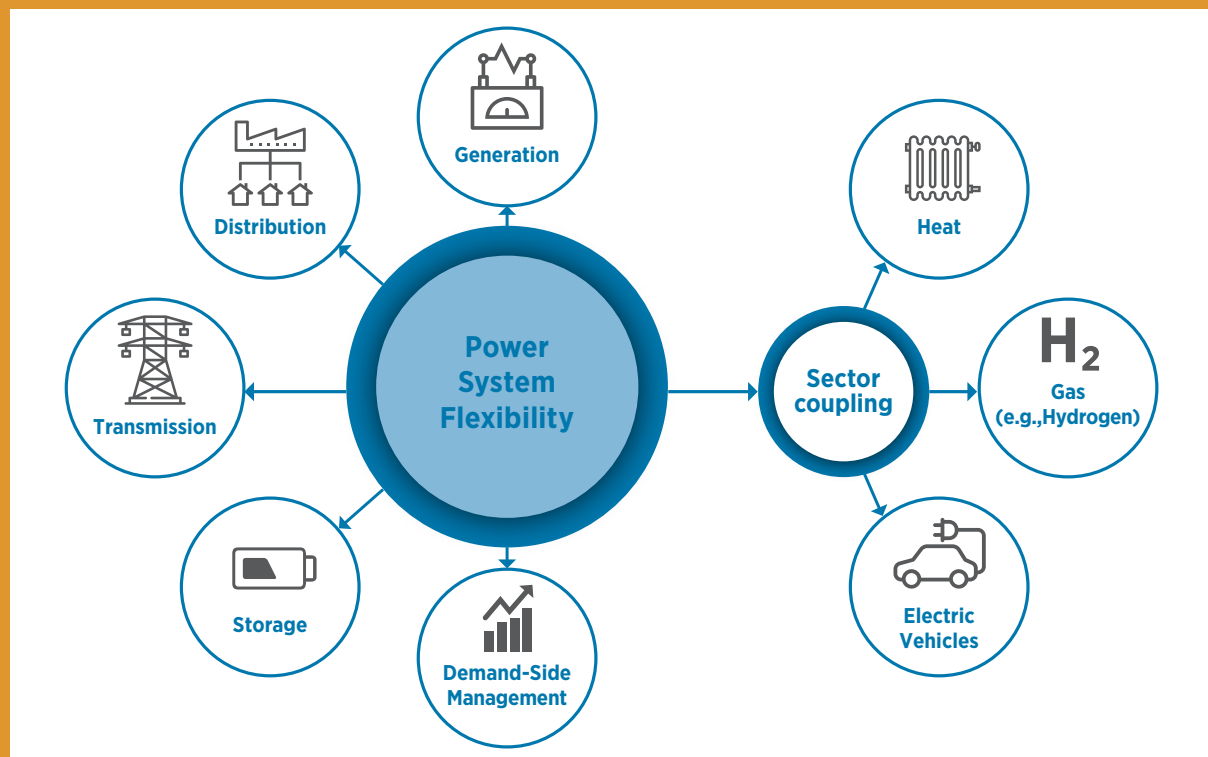 Generation
Distribution
Heat
Transmission
Power
System
Flexibility
Sector
coupling
H2
Gas
(e.g.,Hydrogen)
Storage
Demand-Side
Management
Electric
Vehicles